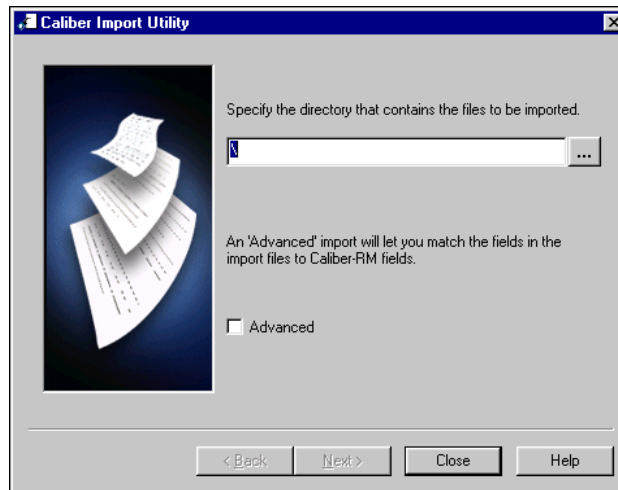 Caliber Import Utility
Specify the directory that contains the files to be imported.
\
...
An 'Advanced' import will let you match the fields in the
import files to Caliber-RM fields.
Advanced
< Back
Next >
Close
Help